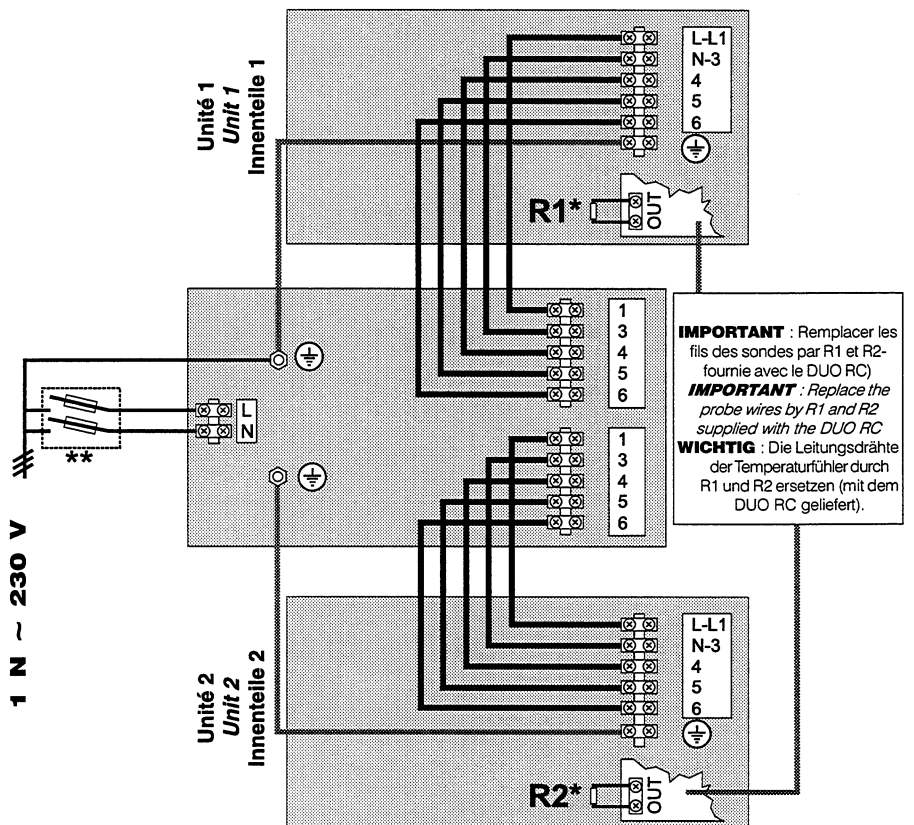 Unité 1
Unit 1
Innenteile 1
L-L1
N-3
4
5
6
R1*
OUT
1
3
4
5
6
L
N
**
1
3
4
5
6
1 N ~ 230 V
IMPORTANT : Remplacer les
fils des sondes par R1 et R2-
fournie avec le DUO RC)
IMPORTANT : Replace the
probe wires by R1 and R2
supplied with the DUO RC
WICHTIG : Die Leitungsdrähte
der Temperaturfühler durch
R1 und R2 ersetzen (mit dem
DUO RC geliefert).
Unité 2
Unit 2
Innenteile 2
L-L1
N-3
4
5
6
R2*
OUT